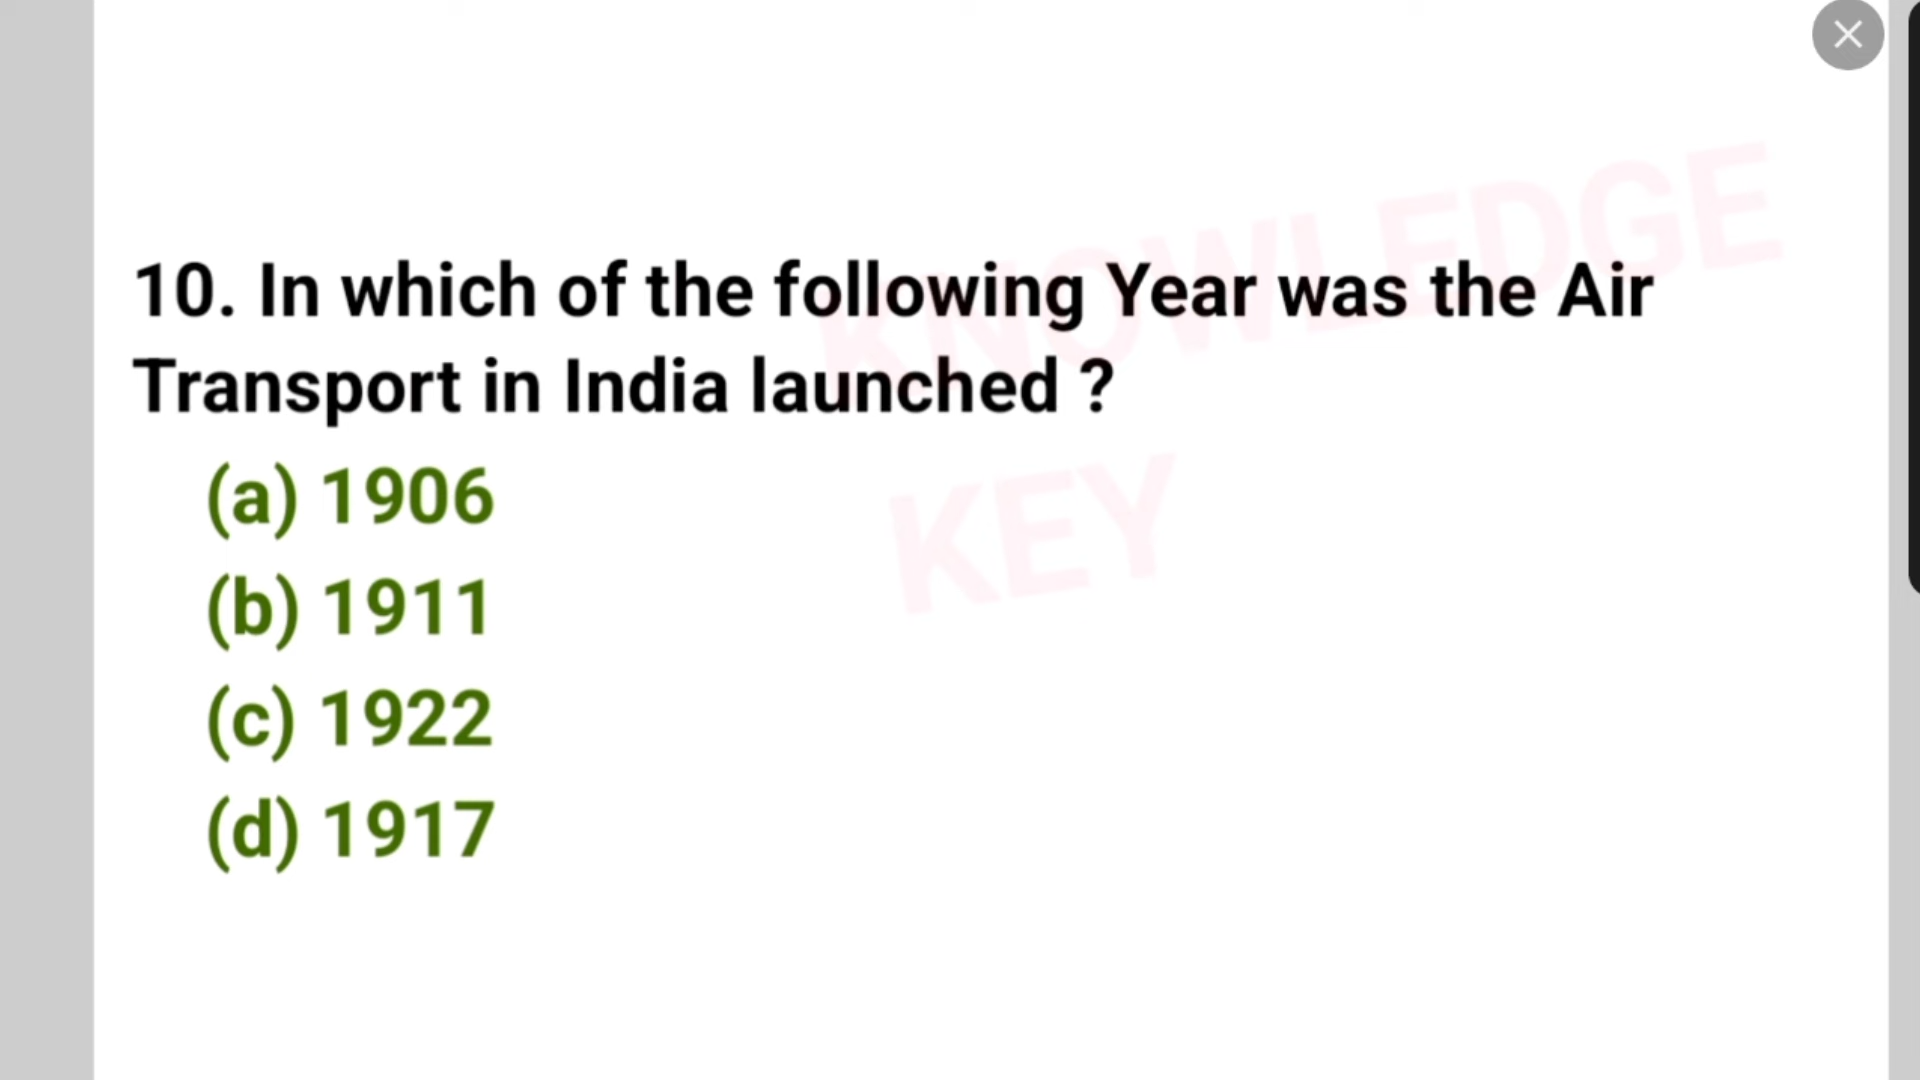 KNOWLEDGE
10. In which of the following Year was the Air
Transport in India launched ?
KEY
(a) 1906
(b) 1911
(c) 1922
(d) 1917